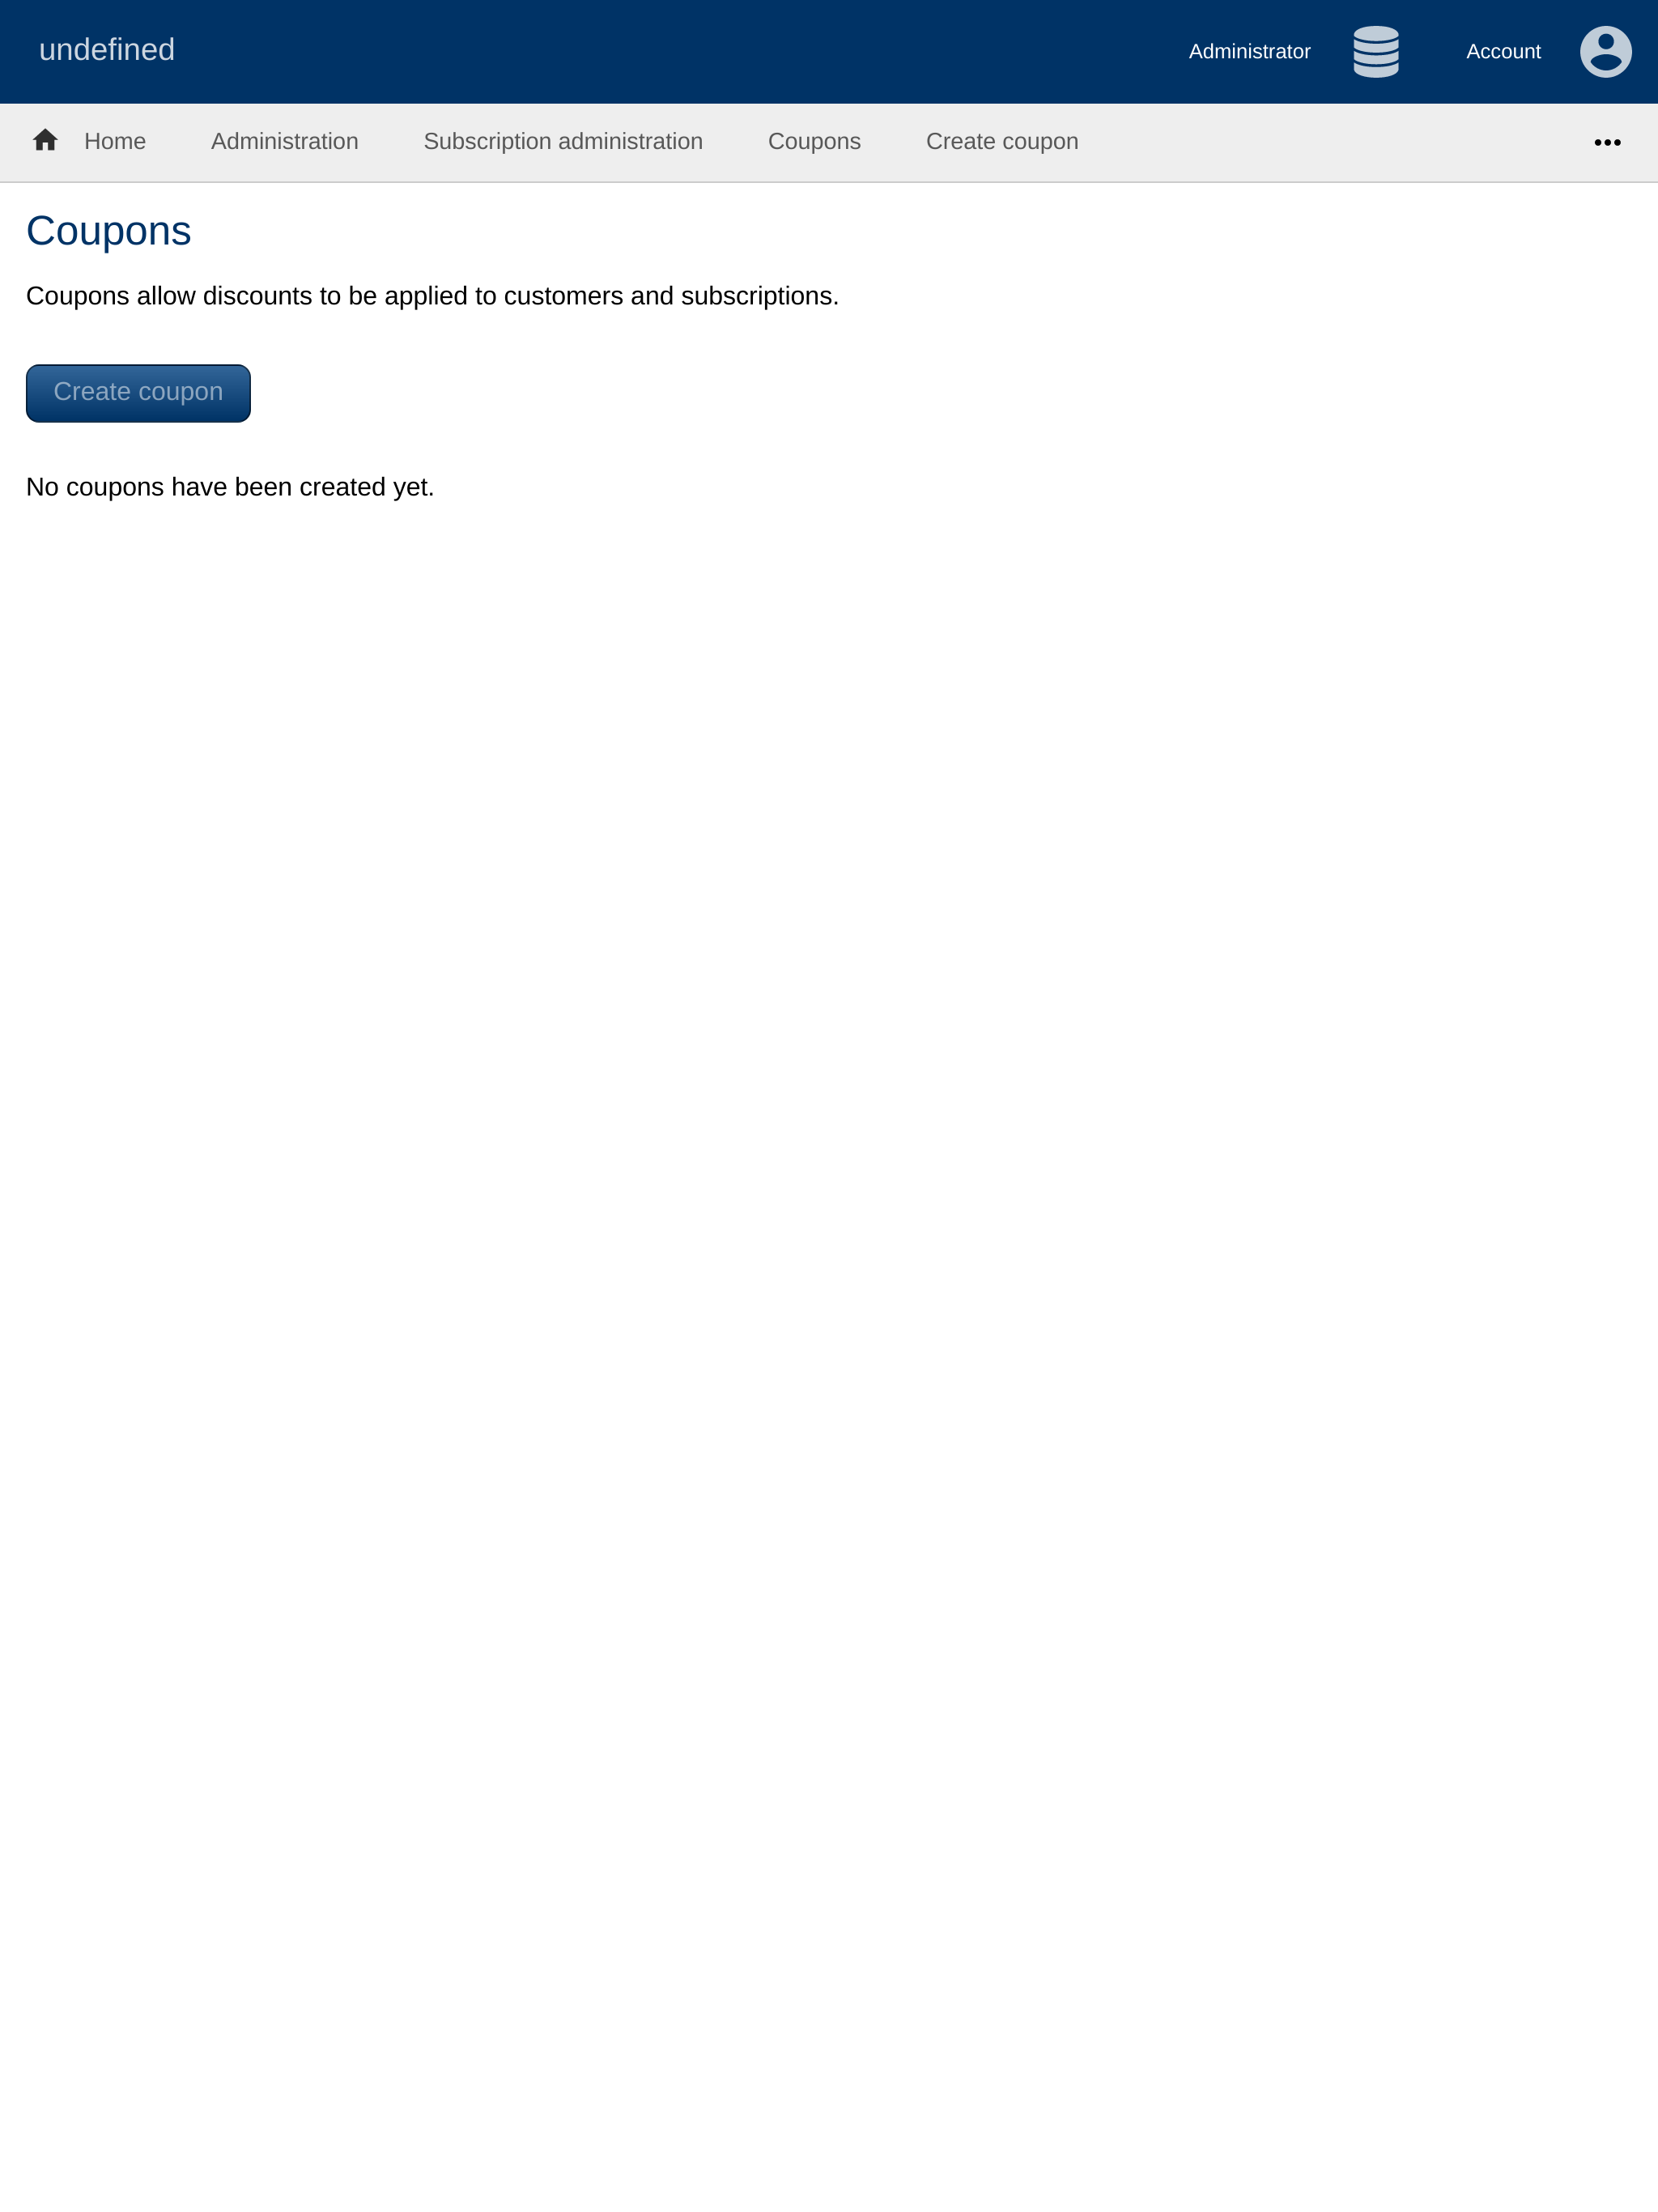 undefined
Administrator
Account
Home
Administration
Subscription administration
Coupons
Create coupon
Coupons
Coupons allow discounts to be applied to customers and subscriptions.
Create coupon
No coupons have been created yet.